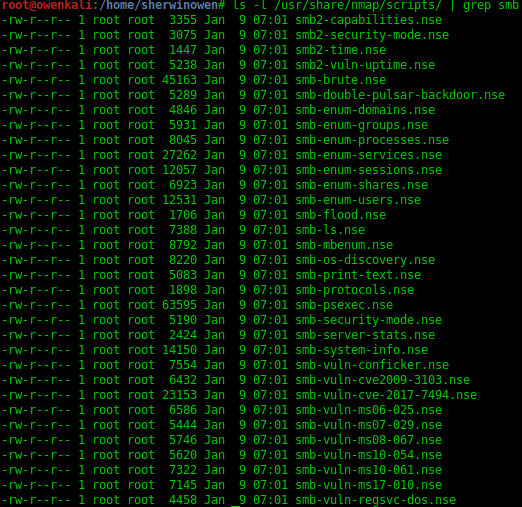 root@owenkali:/home/sherwinowen# ls -l /usr/share/nmap/scripts/ | grep smb
-rw-r--r-- 1 root root  3355 Jan  9 07:01 smb2-capabilities.nse
-rw-r--r-- 1 root root  3075 Jan  9 07:01 smb2-security-mode.nse
-rw-r--r-- 1 root root  1447 Jan  9 07:01 smb2-time.nse
-rw-r--r-- 1 root root  5238 Jan  9 07:01 smb2-vuln-uptime.nse
-rw-r--r-- 1 root root 45163 Jan  9 07:01 smb-brute.nse
-rw-r--r-- 1 root root  5289 Jan  9 07:01 smb-double-pulsar-backdoor.nse
-rw-r--r-- 1 root root  4846 Jan  9 07:01 smb-enum-domains.nse
-rw-r--r-- 1 root root  5931 Jan  9 07:01 smb-enum-groups.nse
-rw-r--r-- 1 root root  8045 Jan  9 07:01 smb-enum-processes.nse
-rw-r--r-- 1 root root 27262 Jan  9 07:01 smb-enum-services.nse
-rw-r--r-- 1 root root 12057 Jan  9 07:01 smb-enum-sessions.nse
-rw-r--r-- 1 root root  6923 Jan  9 07:01 smb-enum-shares.nse
-rw-r--r-- 1 root root 12531 Jan  9 07:01 smb-enum-users.nse
-rw-r--r-- 1 root root  1706 Jan  9 07:01 smb-flood.nse
-rw-r--r-- 1 root root  7388 Jan  9 07:01 smb-ls.nse
-rw-r--r-- 1 root root  8792 Jan  9 07:01 smb-mbenum.nse
-rw-r--r-- 1 root root  8220 Jan  9 07:01 smb-os-discovery.nse
-rw-r--r-- 1 root root  5083 Jan  9 07:01 smb-print-text.nse
-rw-r--r-- 1 root root  1898 Jan  9 07:01 smb-protocols.nse
-rw-r--r-- 1 root root 63595 Jan  9 07:01 smb-psexec.nse
-rw-r--r-- 1 root root  5190 Jan  9 07:01 smb-security-mode.nse
-rw-r--r-- 1 root root  2424 Jan  9 07:01 smb-server-stats.nse
-rw-r--r-- 1 root root 14150 Jan  9 07:01 smb-system-info.nse
-rw-r--r-- 1 root root  7554 Jan  9 07:01 smb-vuln-conficker.nse
-rw-r--r-- 1 root root  6432 Jan  9 07:01 smb-vuln-cve2009-3103.nse
-rw-r--r-- 1 root root 23153 Jan  9 07:01 smb-vuln-cve-2017-7494.nse
-rw-r--r-- 1 root root  6586 Jan  9 07:01 smb-vuln-ms06-025.nse
-rw-r--r-- 1 root root  5444 Jan  9 07:01 smb-vuln-ms07-029.nse
-rw-r--r-- 1 root root  5746 Jan  9 07:01 smb-vuln-ms08-067.nse
-rw-r--r-- 1 root root  5620 Jan  9 07:01 smb-vuln-ms10-054.nse
-rw-r--r-- 1 root root  7322 Jan  9 07:01 smb-vuln-ms10-061.nse
-rw-r--r-- 1 root root  7145 Jan  9 07:01 smb-vuln-ms17-010.nse
-rw-r--r-- 1 root root  4458 Jan  9 07:01 smb-vuln-regsvc-dos.nse